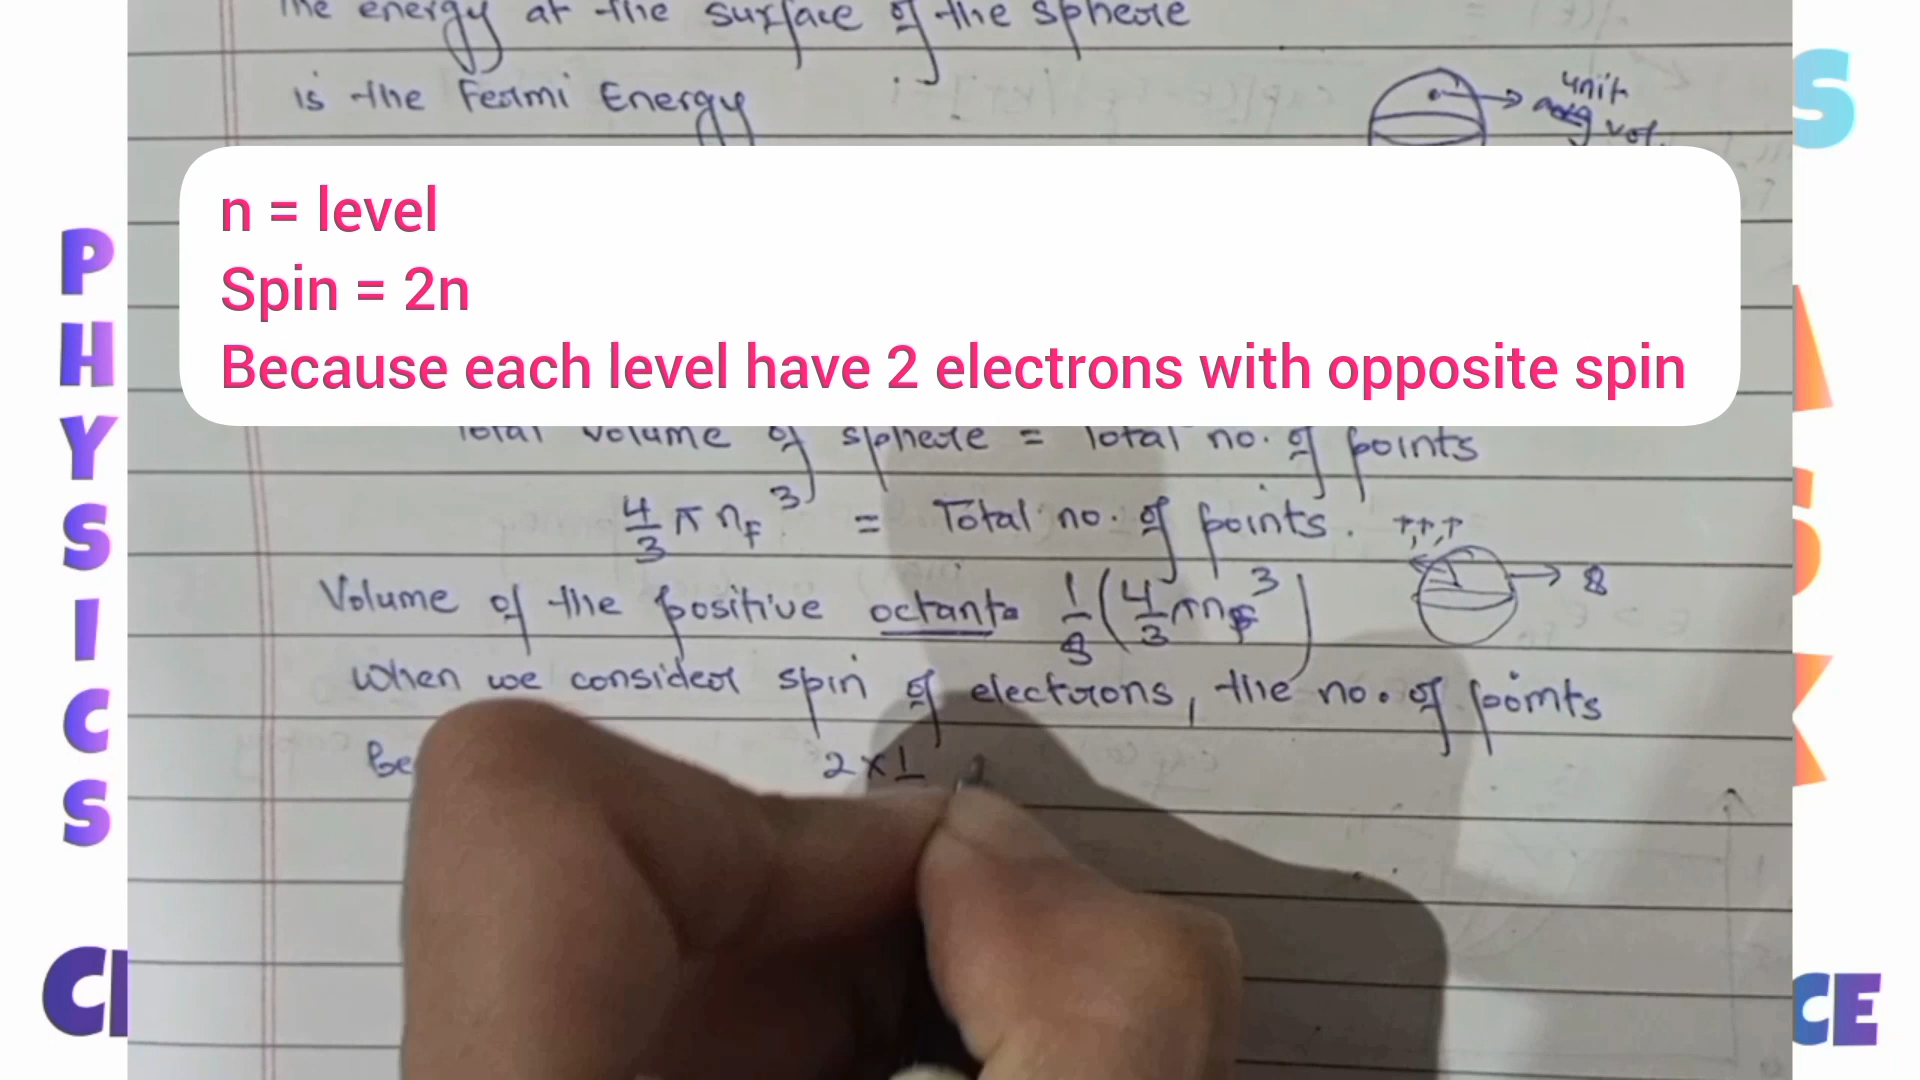 The energy at the surface of the sphere
is the Fermi Energy
unit
vol.
n = level
Spin = 2n
Because each level have 2 electrons with opposite spin
Total volume of sphere = Total no. of points
4/3 π nF³ = Total no. of points.
+,+,+
8
Volume of the positive octant = 1/8 (4/3 π nF³)
When we consider spin of electrons, the no. of points
be
2 × 1
PHYSICS
S
CE